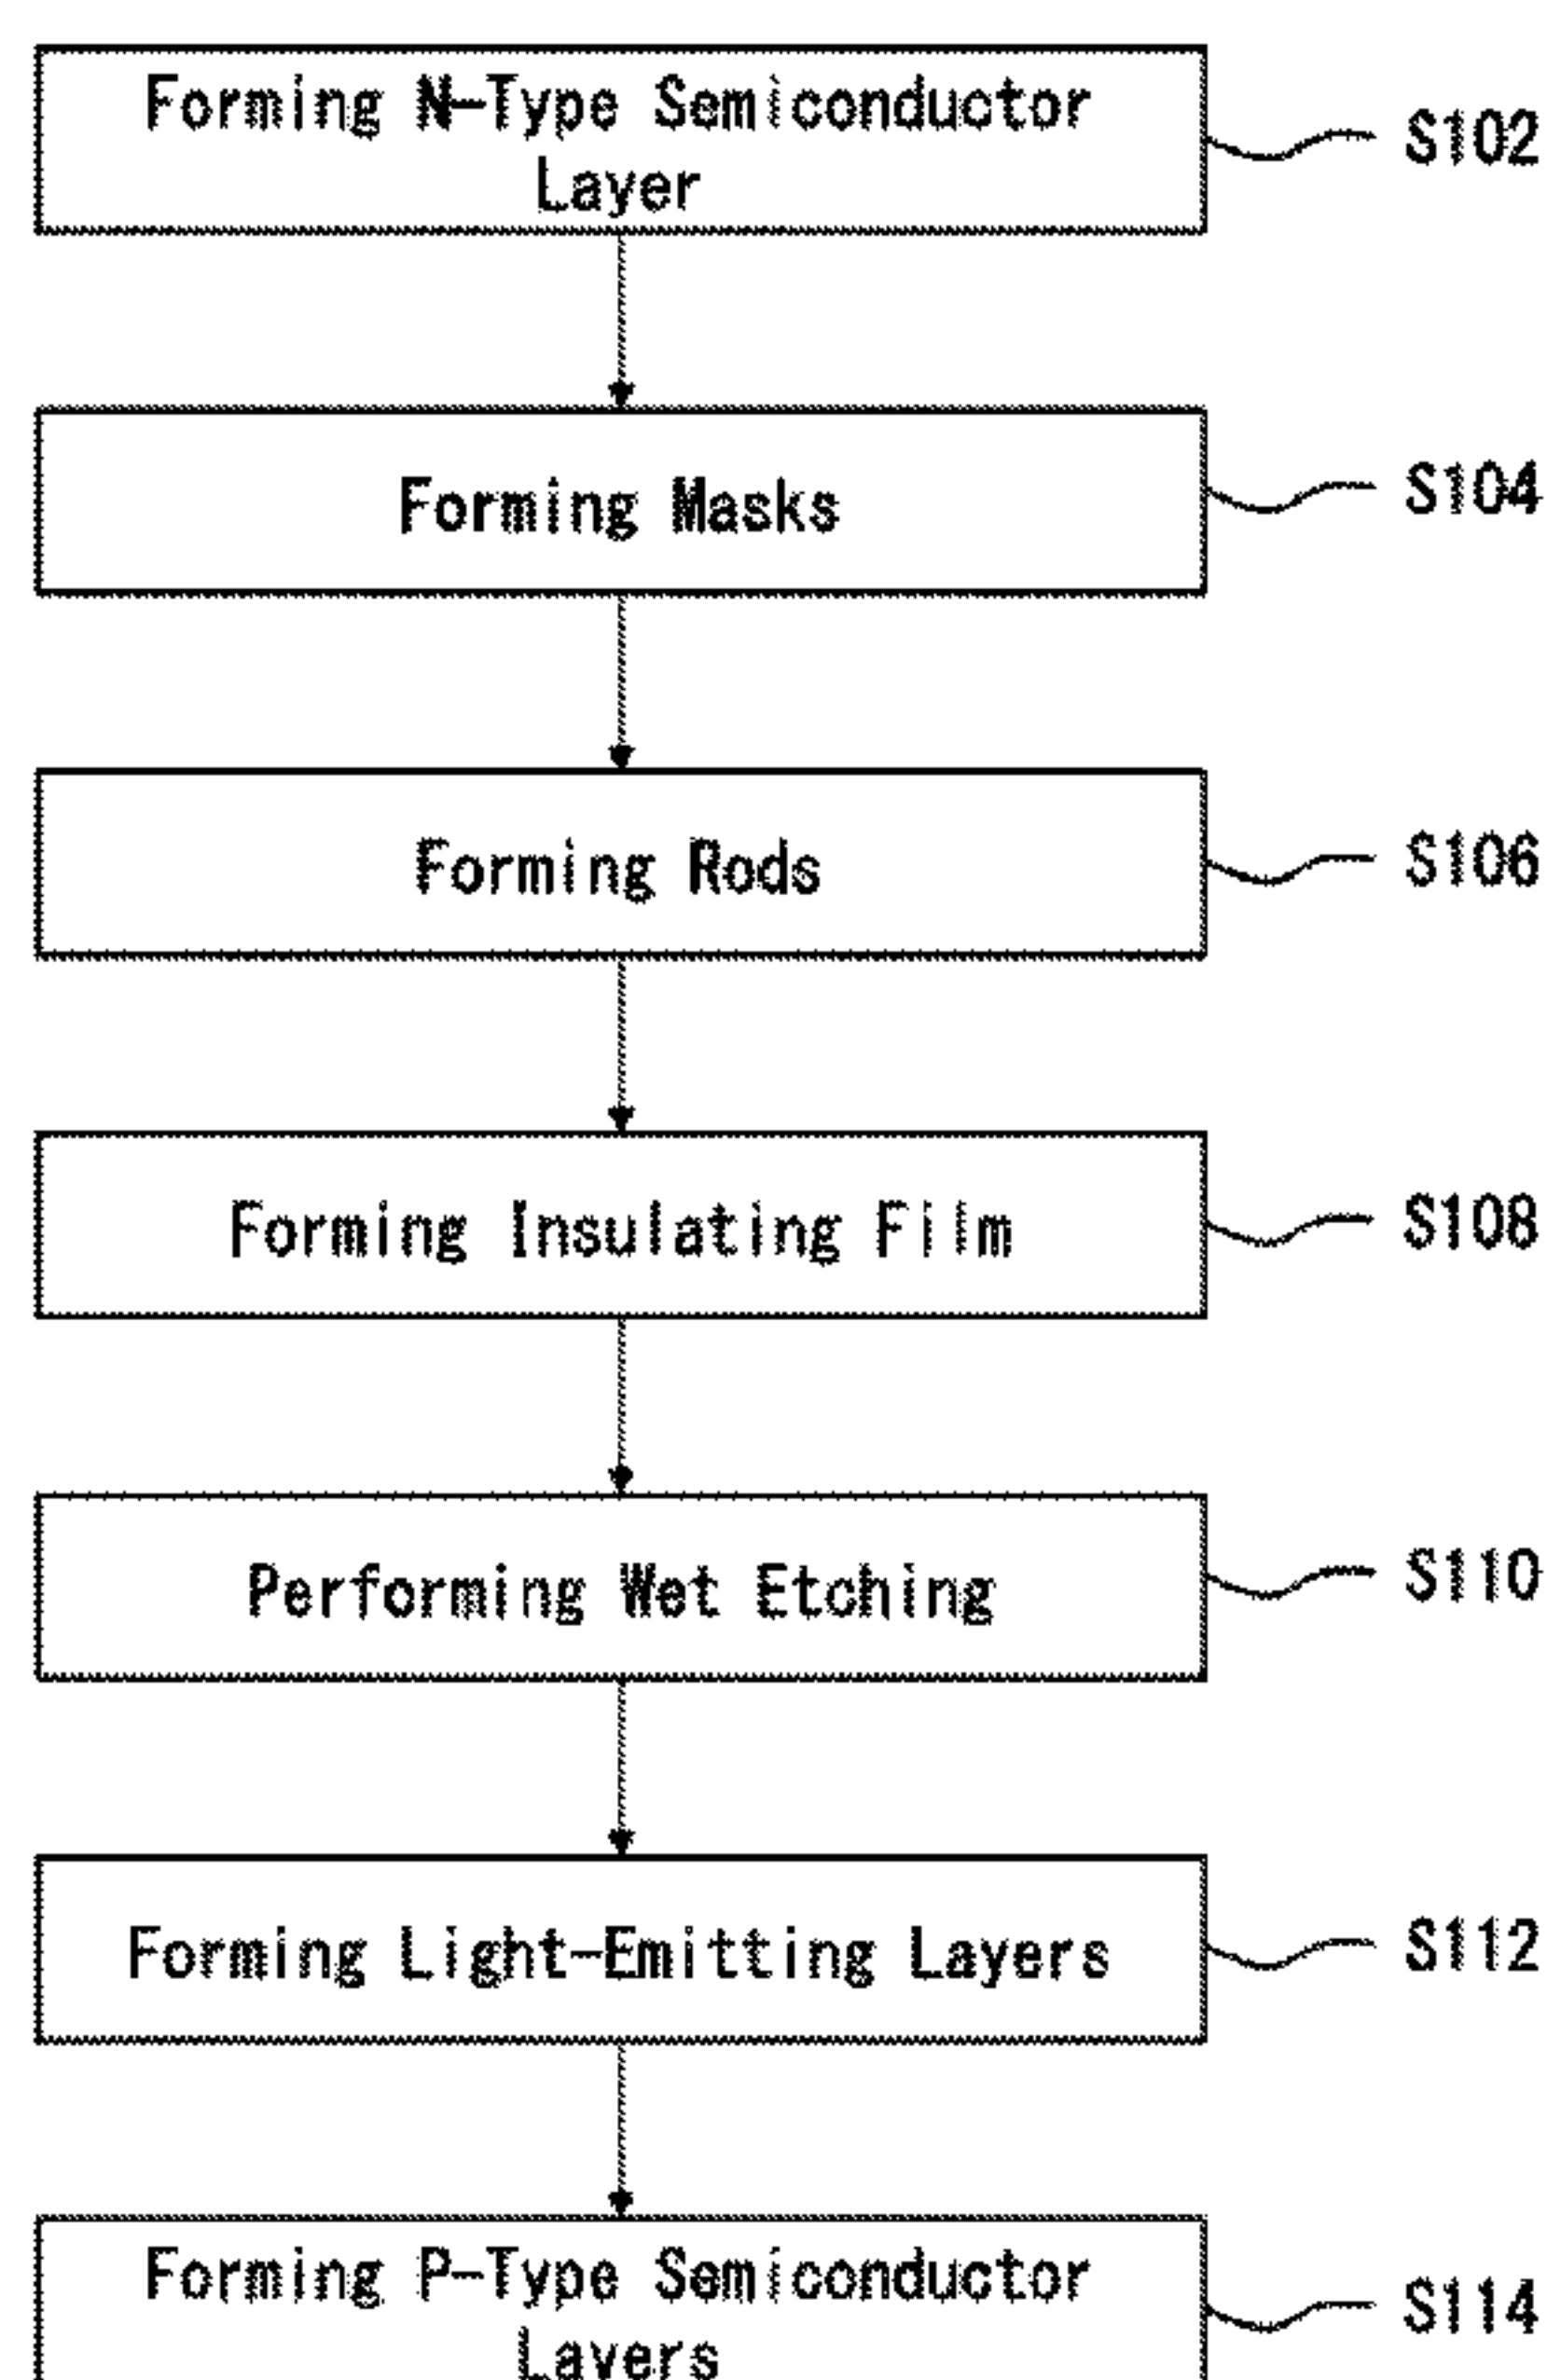 Forming N-Type Semiconductor
Layer
S102
Forming Masks
S104
Forming Rods
S106
Forming Insulating Film
S108
Performing Wet Etching
S110
Forming Light-Emitting Layers
S112
Forming P-Type Semiconductor
Layers
S114